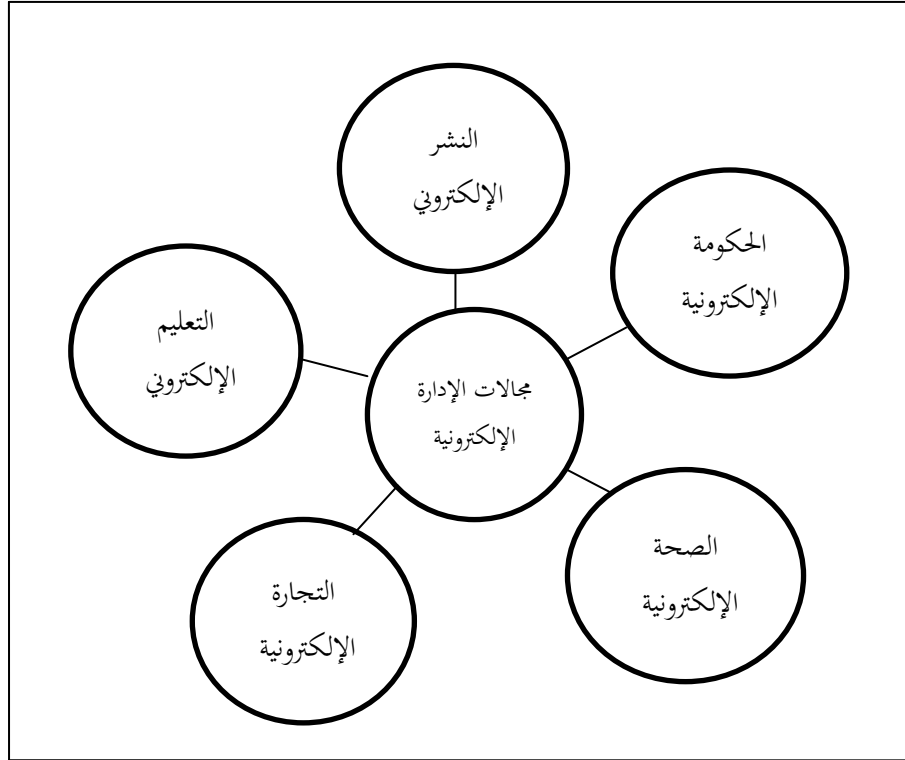 النشر
الإلكتروني
الحكومة
الإلكترونية
التعليم
الإلكتروني
مجالات الإدارة
الإلكترونية
الصحة
الإلكترونية
التجارة
الإلكترونية